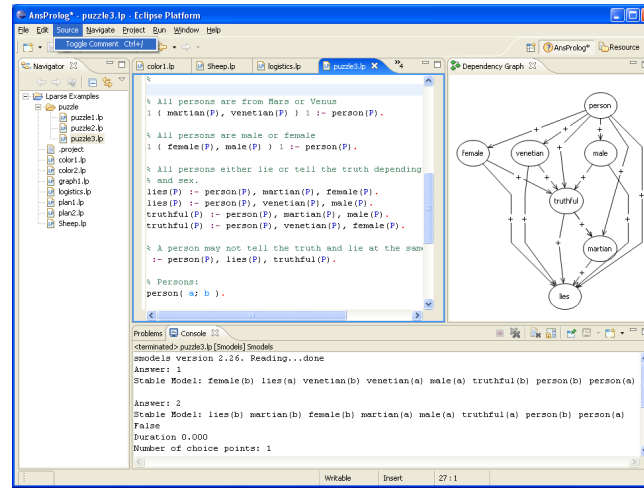 AnsProlog* - puzzle3.lp - Eclipse Platform
File Edit Source Navigate Project Run Window Help
Toggle Comment Ctrl+/
AnsProlog* Resource
Navigator
Lparse Examples
puzzle
puzzle1.lp
puzzle2.lp
puzzle3.lp
.project
color1.lp
color2.lp
graph1.lp
logistics.lp
plan1.lp
plan2.lp
Sheep.lp
color1.lp Sheep.lp logistics.lp puzzle3.lp 4
%
% All persons are from Mars or Venus
1 { martian(P), venetian(P) } 1 :- person(P).
% All persons are male or female
1 { female(P), male(P) } 1 :- person(P).
% All persons either lie or tell the truth depending
% and sex.
lies(P) :- person(P), martian(P), female(P).
lies(P) :- person(P), venetian(P), male(P).
truthful(P) :- person(P), martian(P), male(P).
truthful(P) :- person(P), venetian(P), female(P).
% A person may not tell the truth and lie at the same
:- person(P), lies(P), truthful(P).
% Persons:
person( a; b ).
Dependency Graph
person
female
venetian
male
truthful
martian
lies
Problems Console
<terminated> puzzle3.lp [Smodels] Smodels
smodels version 2.26. Reading...done
Answer: 1
Stable Model: female(b) lies(a) venetian(b) venetian(a) male(a) truthful(b) person(b) person(a)
Answer: 2
Stable Model: lies(b) martian(b) female(b) martian(a) male(a) truthful(a) person(b) person(a)
False
Duration 0.000
Number of choice points: 1
Writable Insert 27 : 1